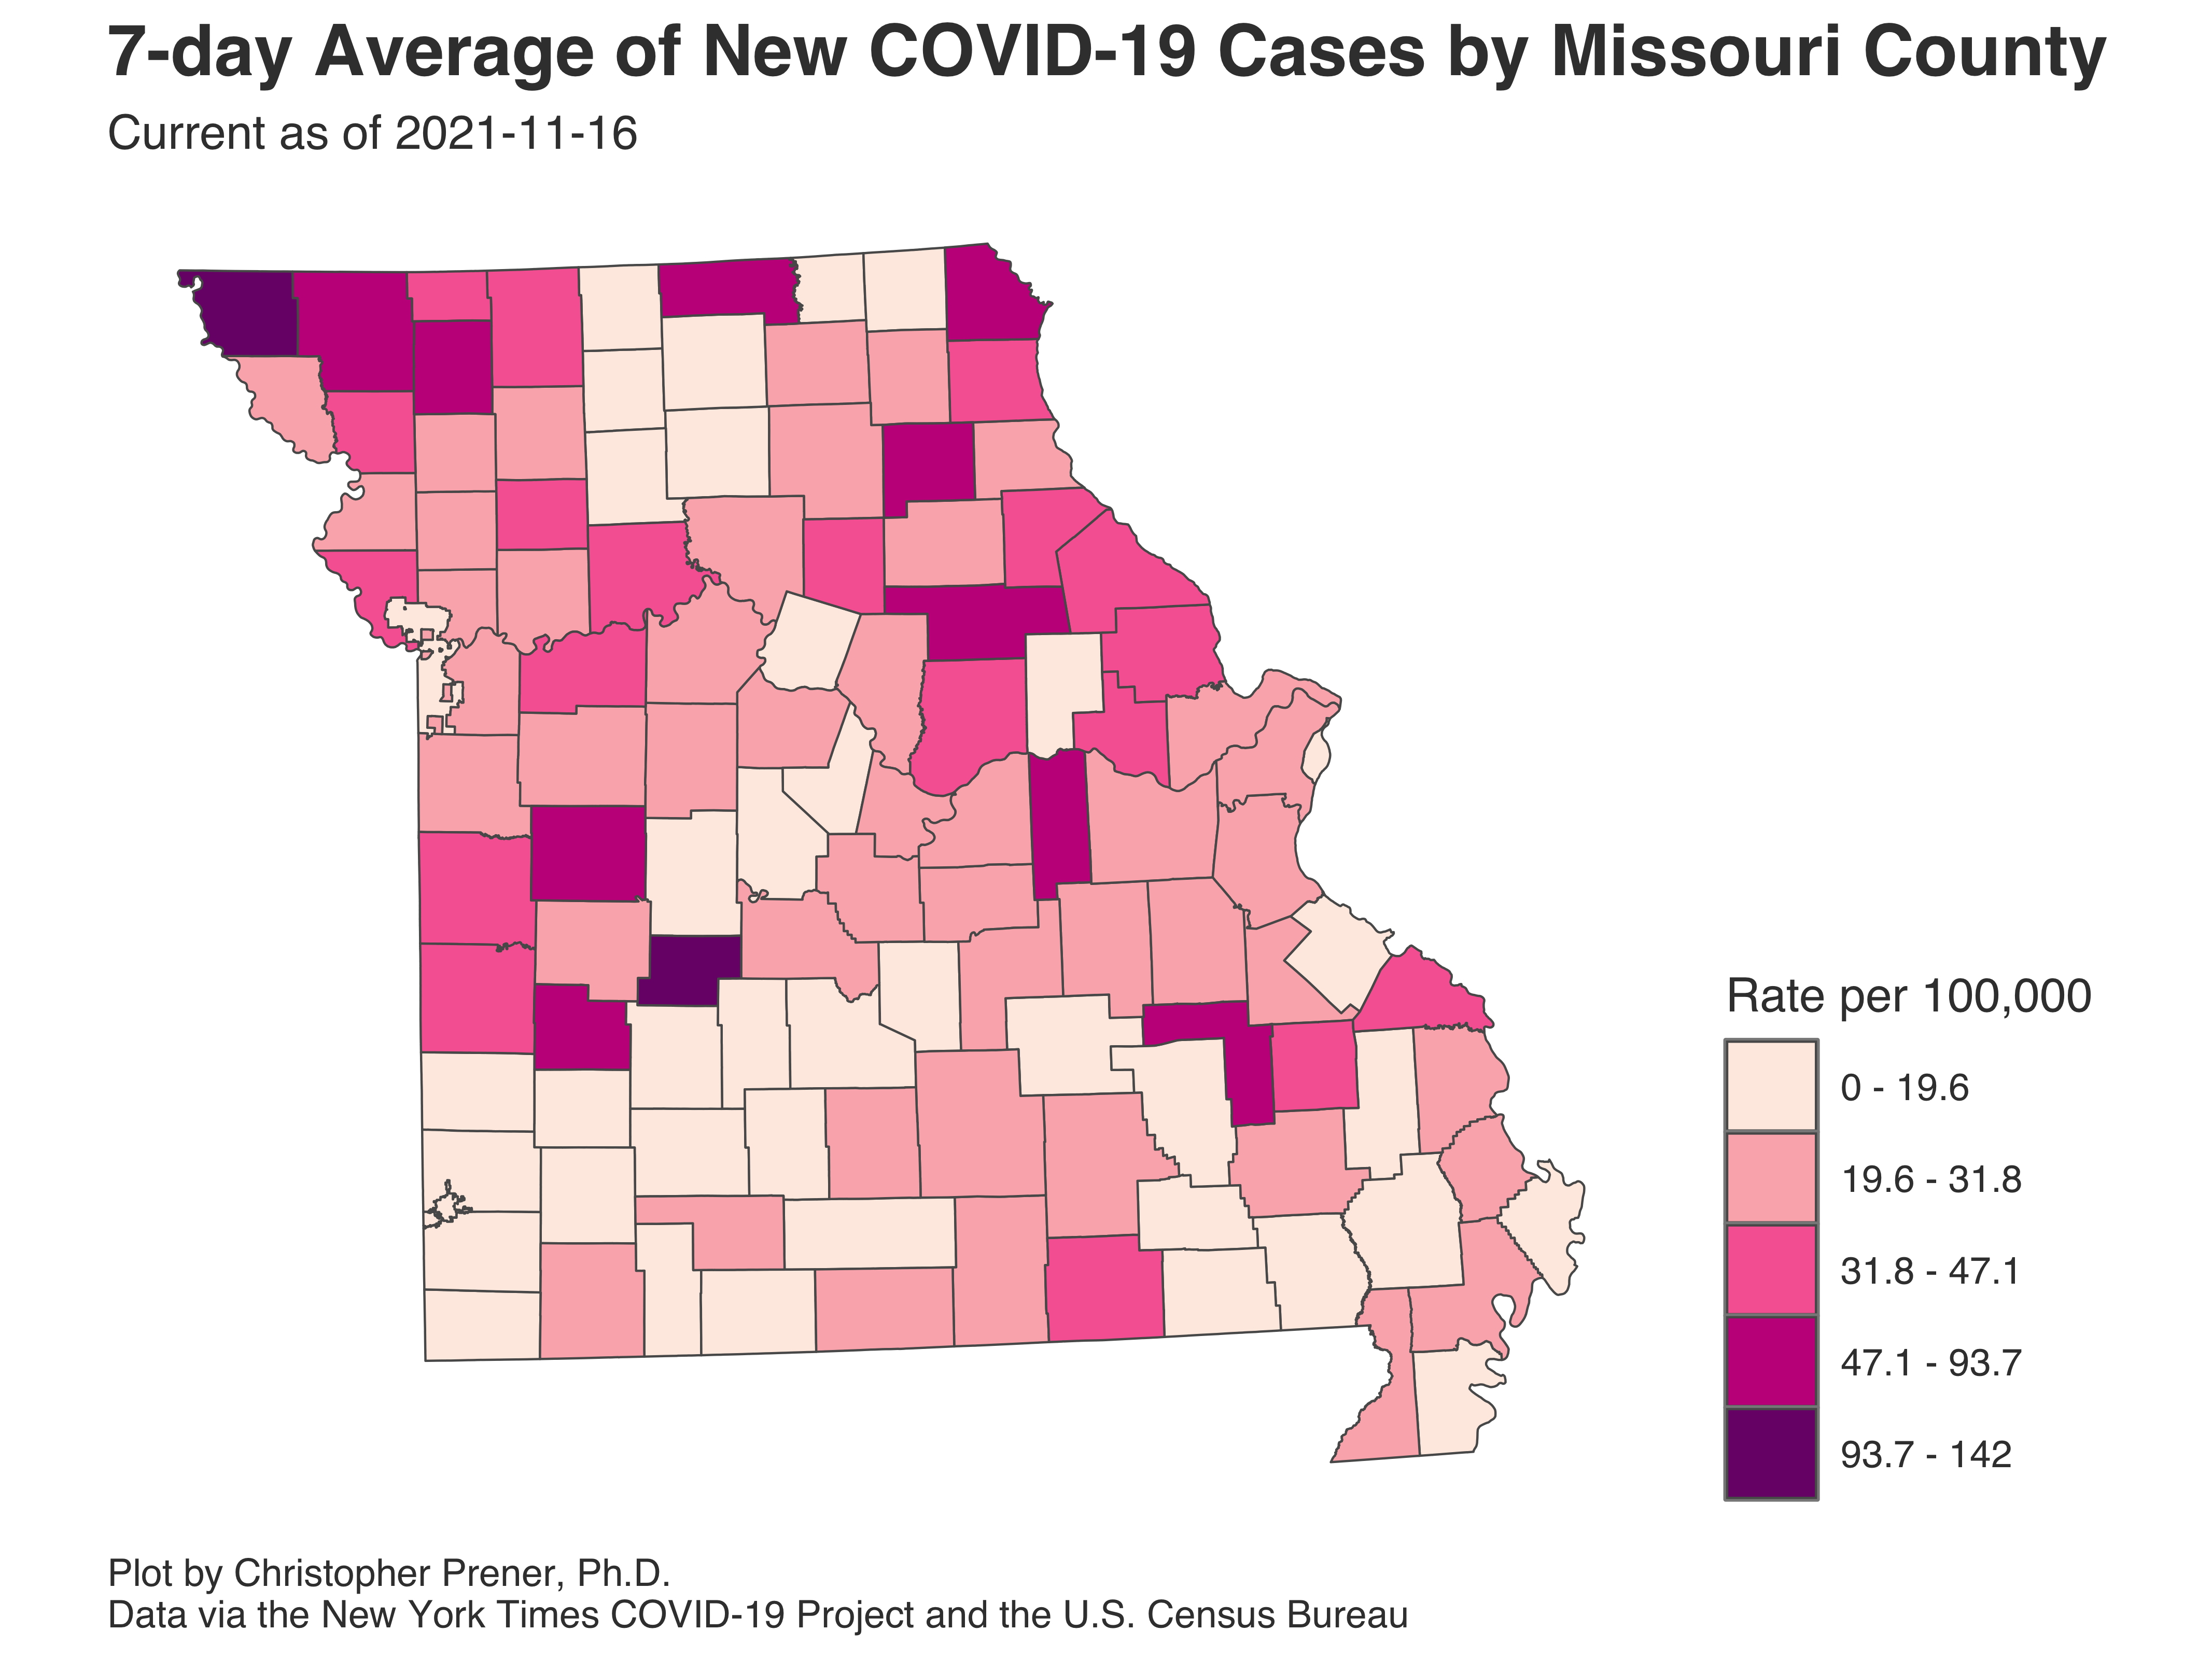 7-day Average of New COVID-19 Cases by Missouri County
Current as of 2021-11-16
Rate per 100,000
0 - 19.6
19.6 - 31.8
31.8 - 47.1
47.1 - 93.7
93.7 - 142
Plot by Christopher Prener, Ph.D.
Data via the New York Times COVID-19 Project and the U.S. Census Bureau